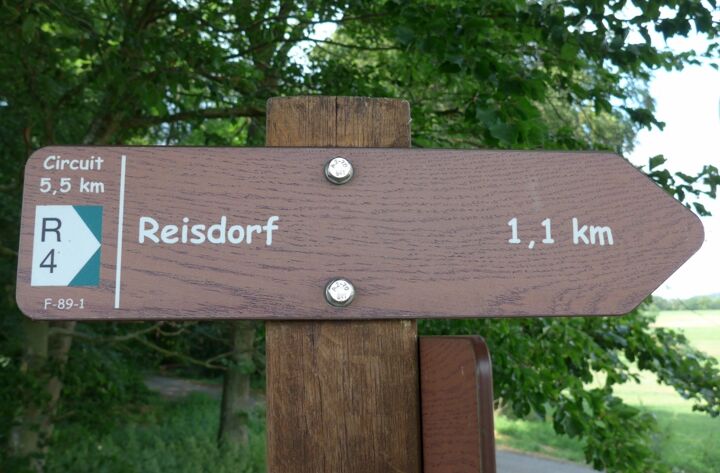 Circuit
5,5 km
R
4
F-89-1
Reisdorf 1,1 km